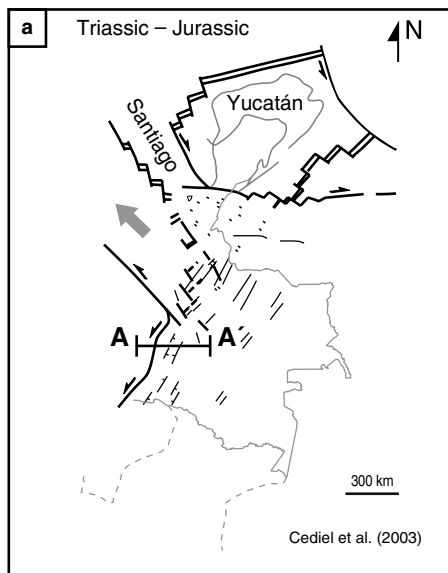 a
Triassic – Jurassic
N
Santiago
Yucatán
A
A´
300 km
Cediel et al. (2003)